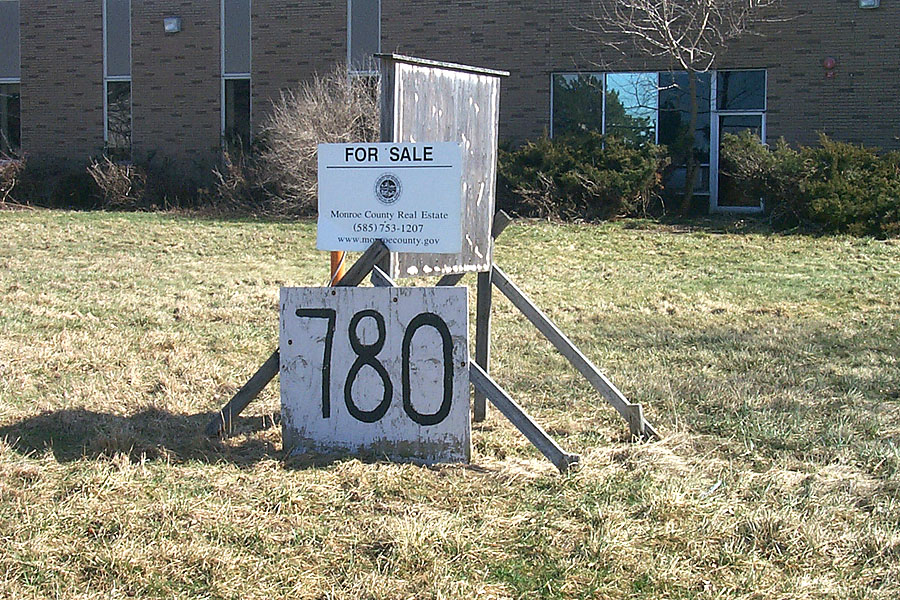 FOR SALE
Monroe County Real Estate
(585) 753-1207
www.monroecounty.gov
780